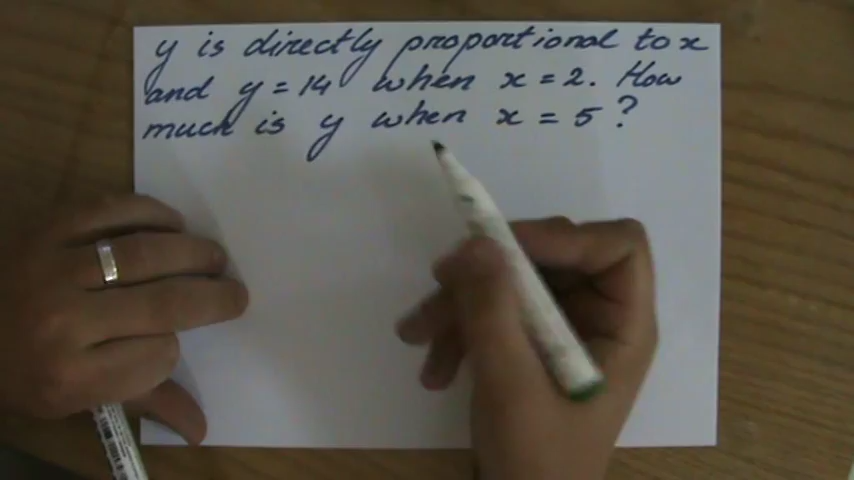 y is directly proportional to x
and y = 14 when x = 2. How
much is y when x = 5 ?